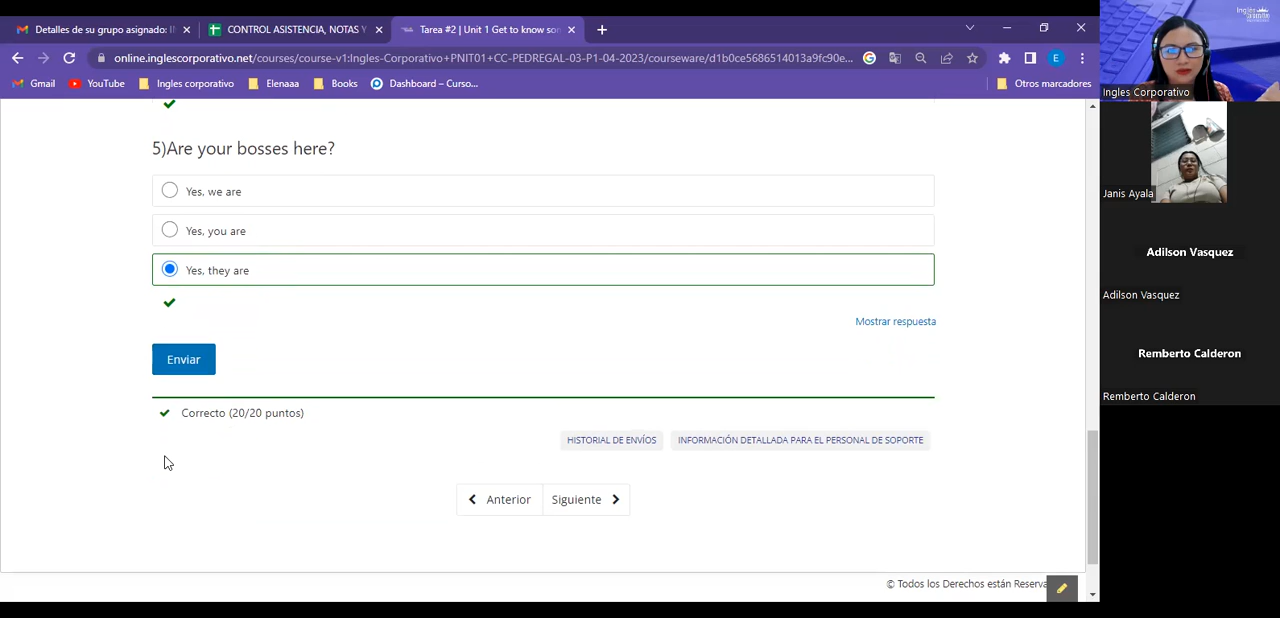 Detalles de su grupo asignado: I
CONTROL ASISTENCIA, NOTAS Y
Tarea #2 | Unit 1 Get to know so
online.inglescorporativo.net/courses/course-v1:Ingles-Corporativo+PNIT01+CC-PEDREGAL-03-P1-04-2023/courseware/d1b0ce5686514013a9fc90e...
E
Gmail
YouTube
Ingles corporativo
Elenaaa
Books
Dashboard – Curso...
Otros marcadores
5)Are your bosses here?
Yes, we are
Yes, you are
Yes, they are
Mostrar respuesta
Enviar
Correcto (20/20 puntos)
HISTORIAL DE ENVÍOS
INFORMACIÓN DETALLADA PARA EL PERSONAL DE SOPORTE
Anterior
Siguiente
© Todos los Derechos están Reserva
Ingles Corporativo
Janis Ayala
Adilson Vasquez
Adilson Vasquez
Remberto Calderon
Remberto Calderon